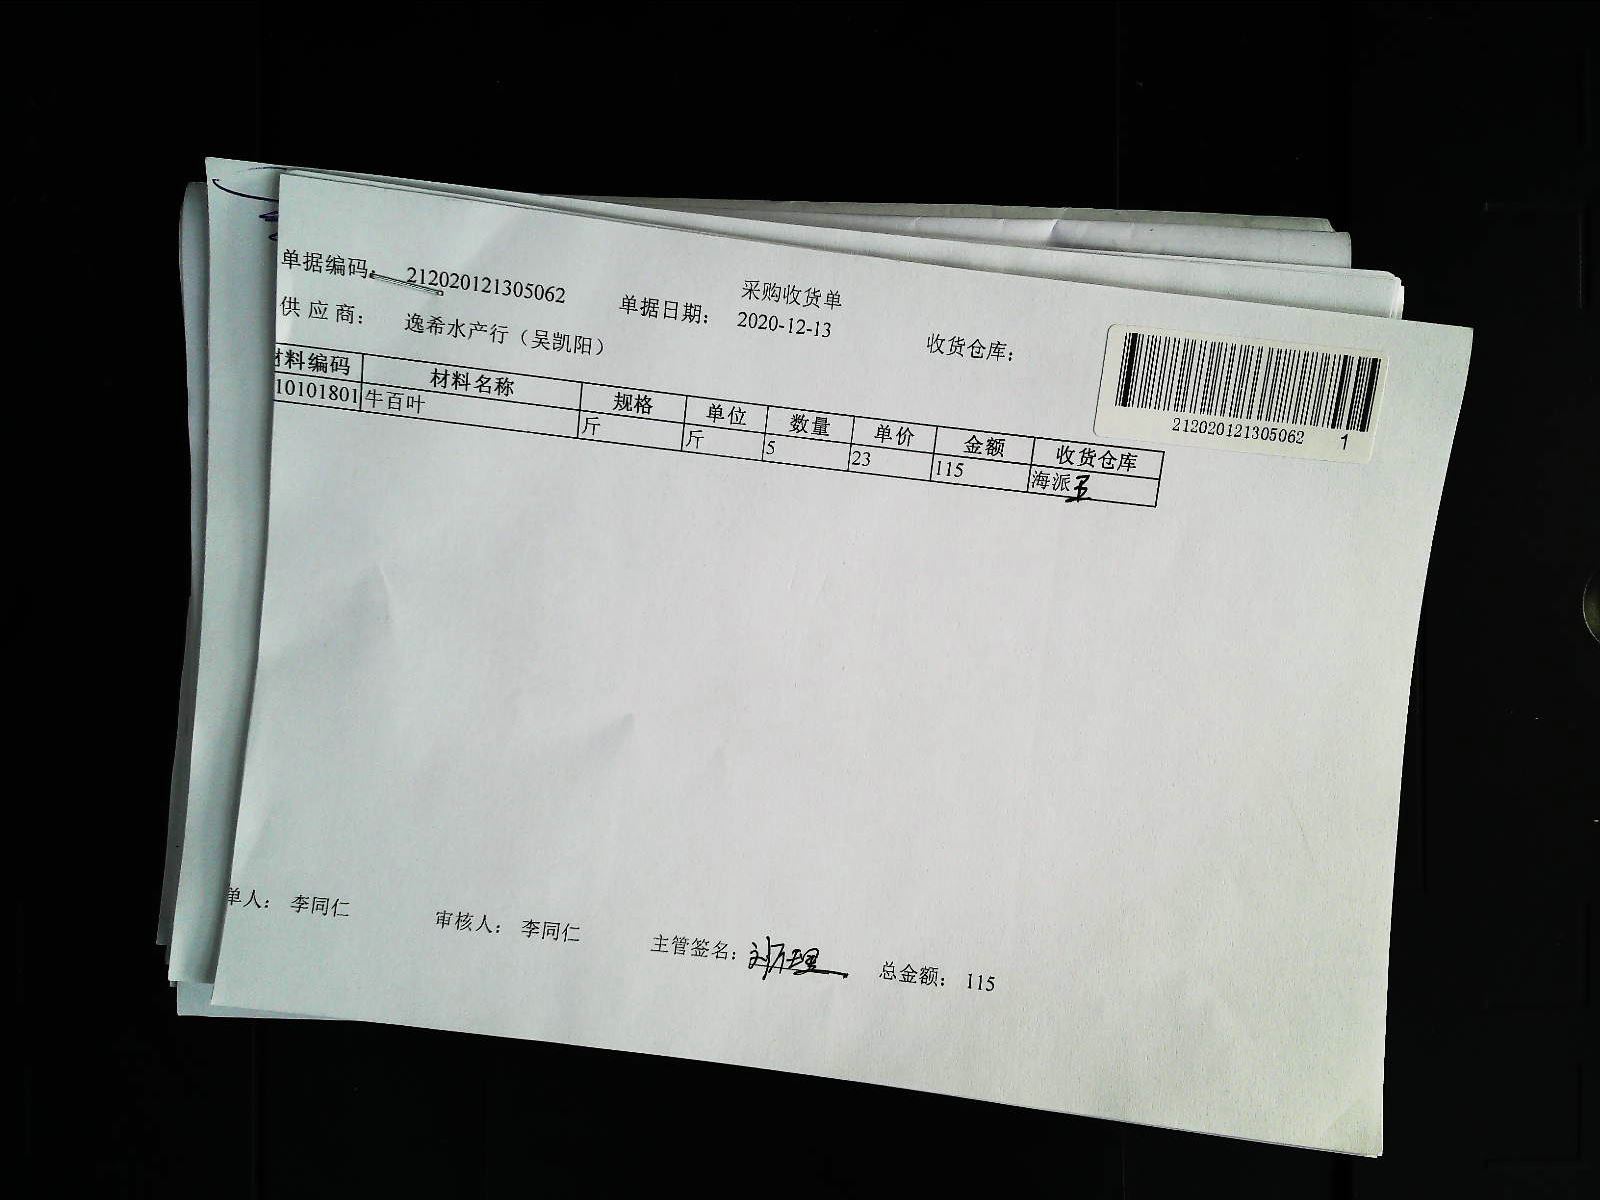 采购收货单
单据编码: 212020121305062 单据日期: 2020-12-13 收货仓库:
供应商: 逸希水产行（吴凯阳）
212020121305062 1
材料编码 材料名称 规格 单位 数量 单价 金额 收货仓库
10101801 牛百叶 斤 斤 5 23 115 海派
单人: 李同仁 审核人: 李同仁 主管签名: 总金额: 115